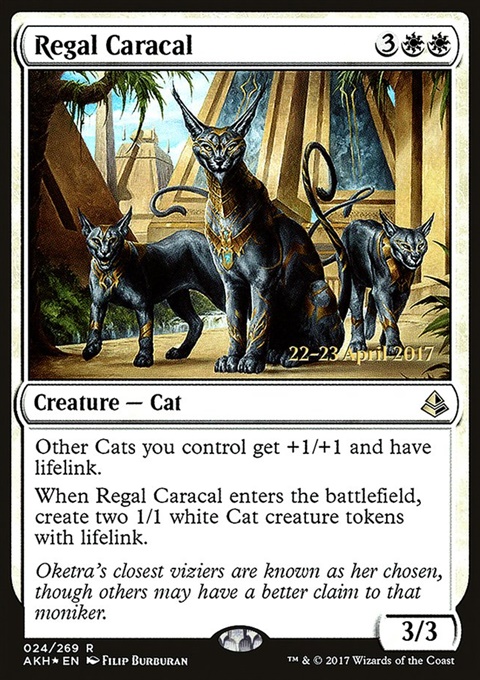 Regal Caracal 3
22–23 April 2017
Creature — Cat
Other Cats you control get +1/+1 and have
lifelink.
When Regal Caracal enters the battlefield,
create two 1/1 white Cat creature tokens
with lifelink.
Oketra's closest viziers are known as her chosen,
though others may have a better claim to that
moniker.
3/3
024/269 R
AKH★EN Filip Burburan
™ & © 2017 Wizards of the Coast